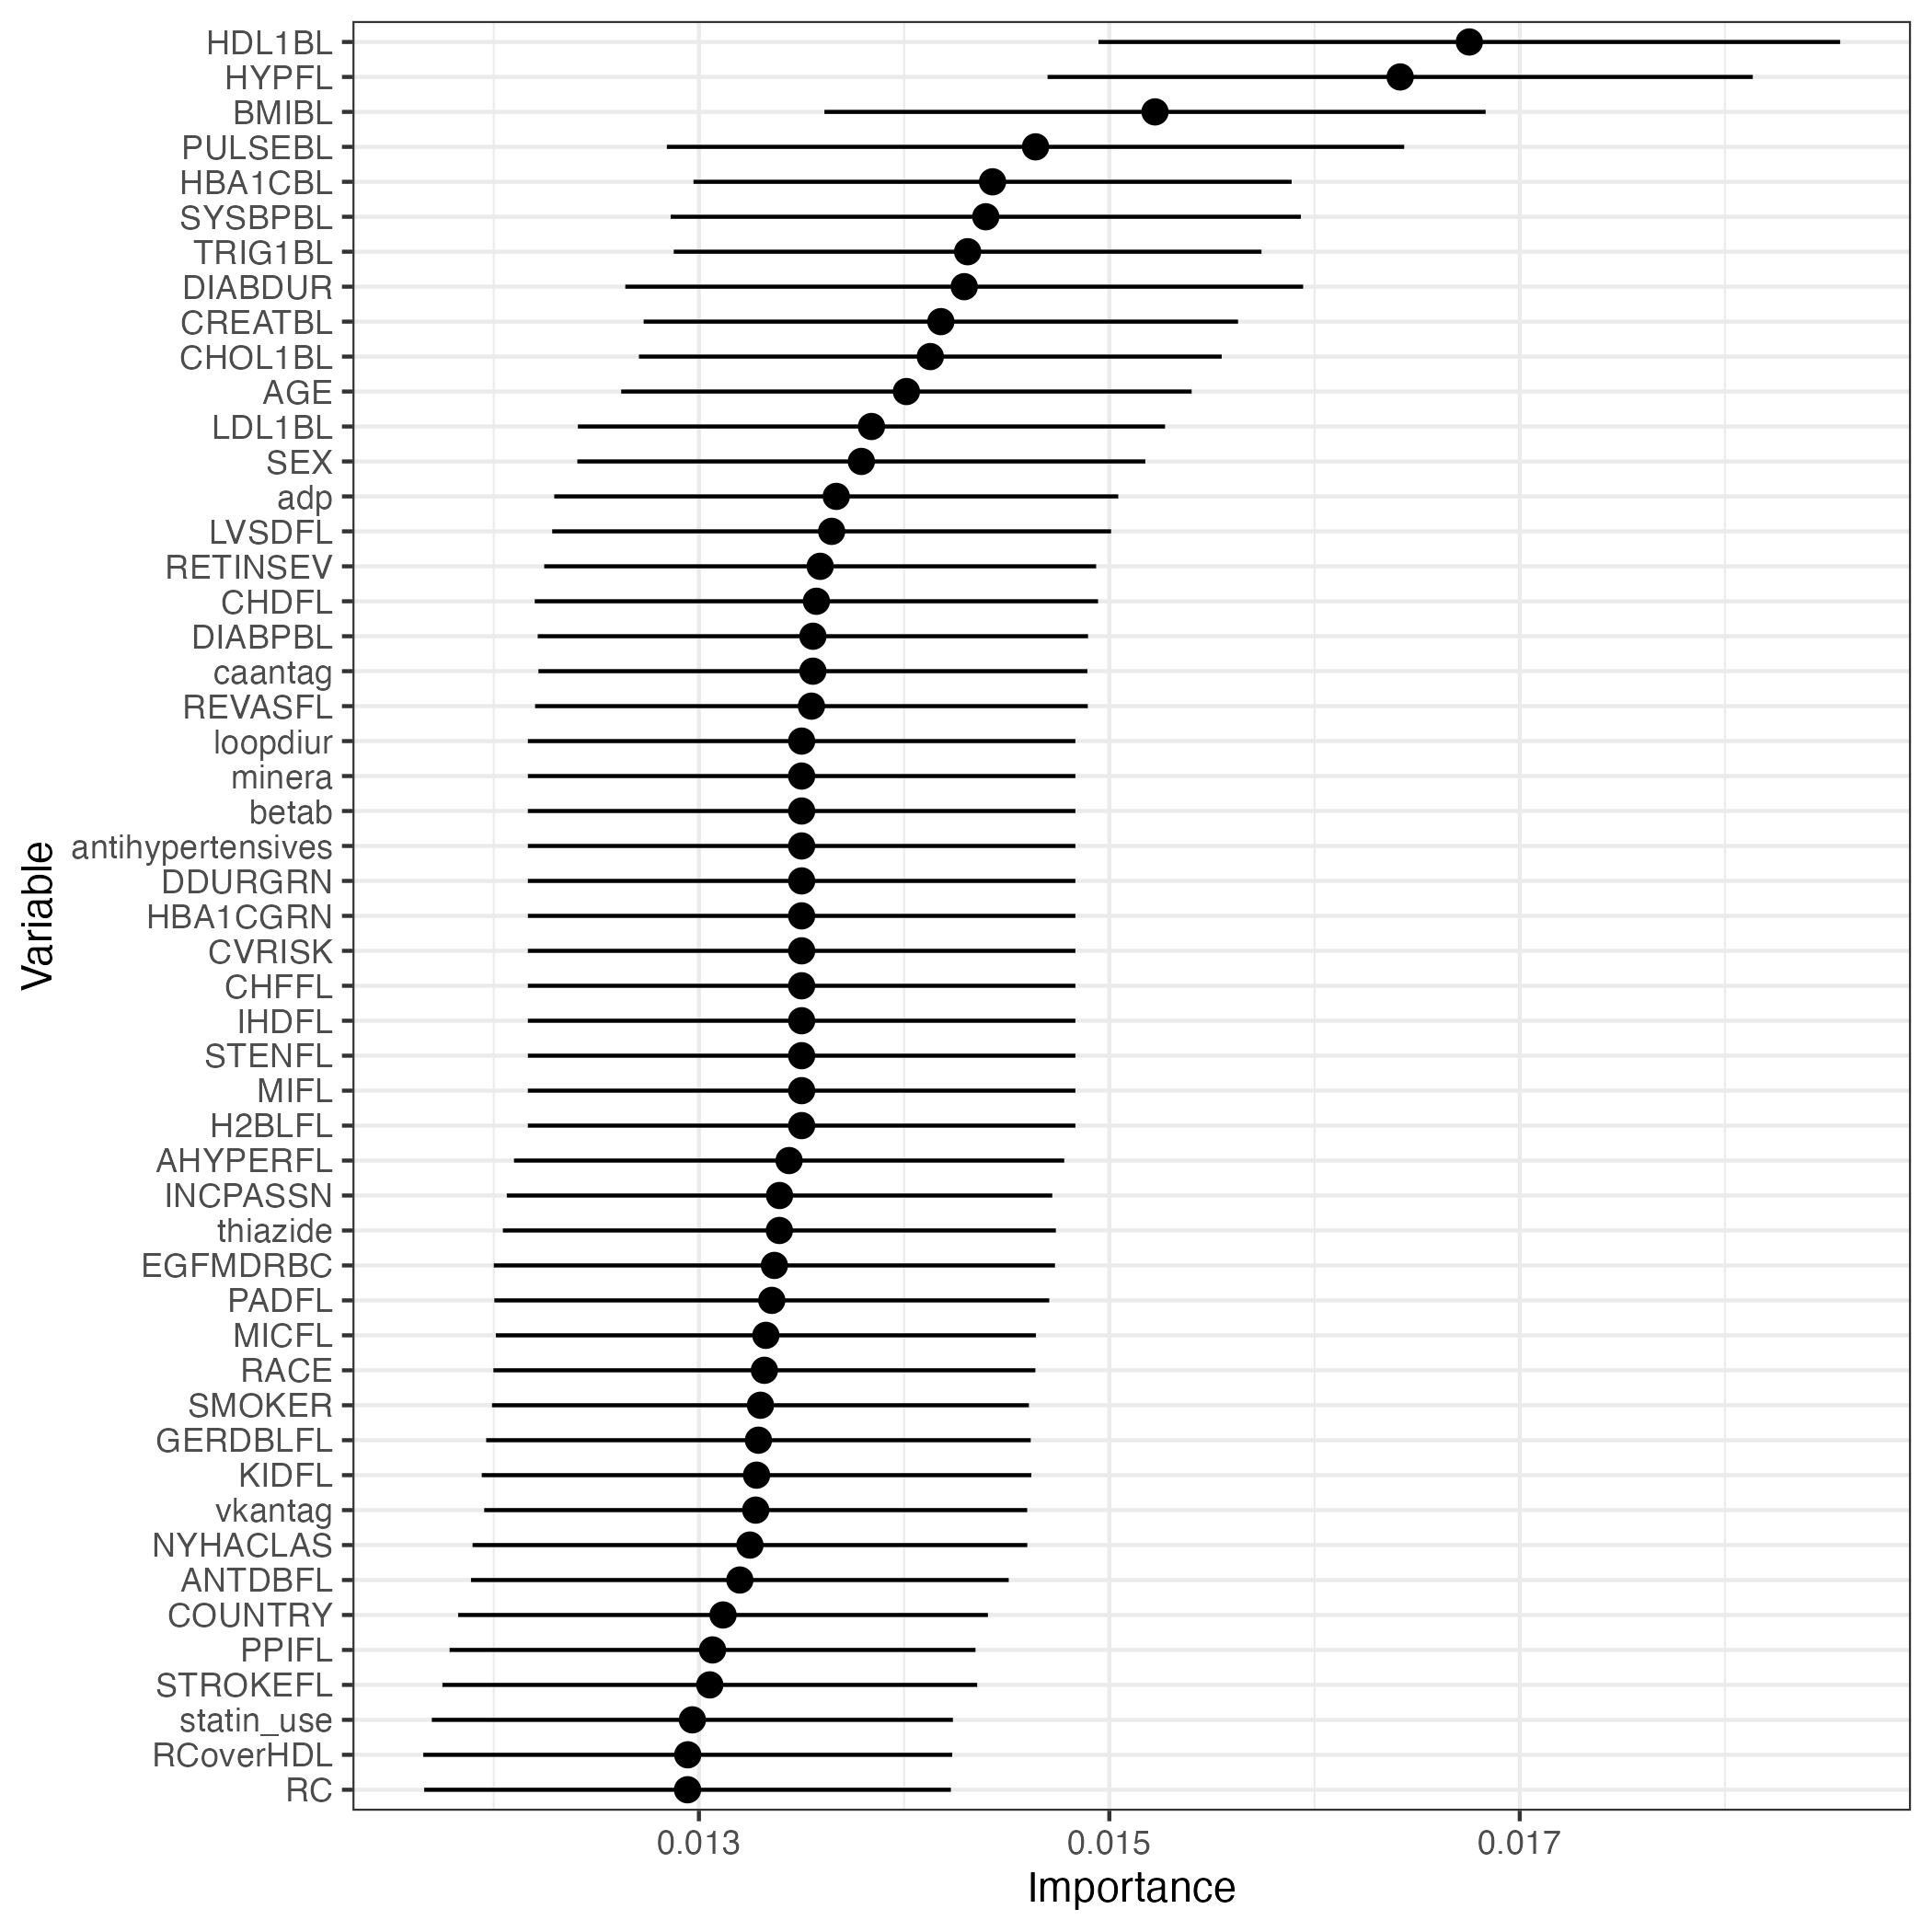 HDL1BL
HYPFL
BMIBL
PULSEBL
HBA1CBL
SYSBPBL
TRIG1BL
DIABDUR
CREATBL
CHOL1BL
AGE
LDL1BL
SEX
adp
LVSDFL
RETINSEV
CHDFL
DIABPBL
caantag
REVASFL
loopdiur
minera
betab
antihypertensives
DDURGRN
HBA1CGRN
CVRISK
CHFFL
IHDFL
STENFL
MIFL
H2BLFL
AHYPERFL
INCPASSN
thiazide
EGFMDRBC
PADFL
MICFL
RACE
SMOKER
GERDBLFL
KIDFL
vkantag
NYHACLAS
ANTDBFL
COUNTRY
PPIFL
STROKEFL
statin_use
RCoverHDL
RC
Variable
0.013 0.015 0.017
Importance